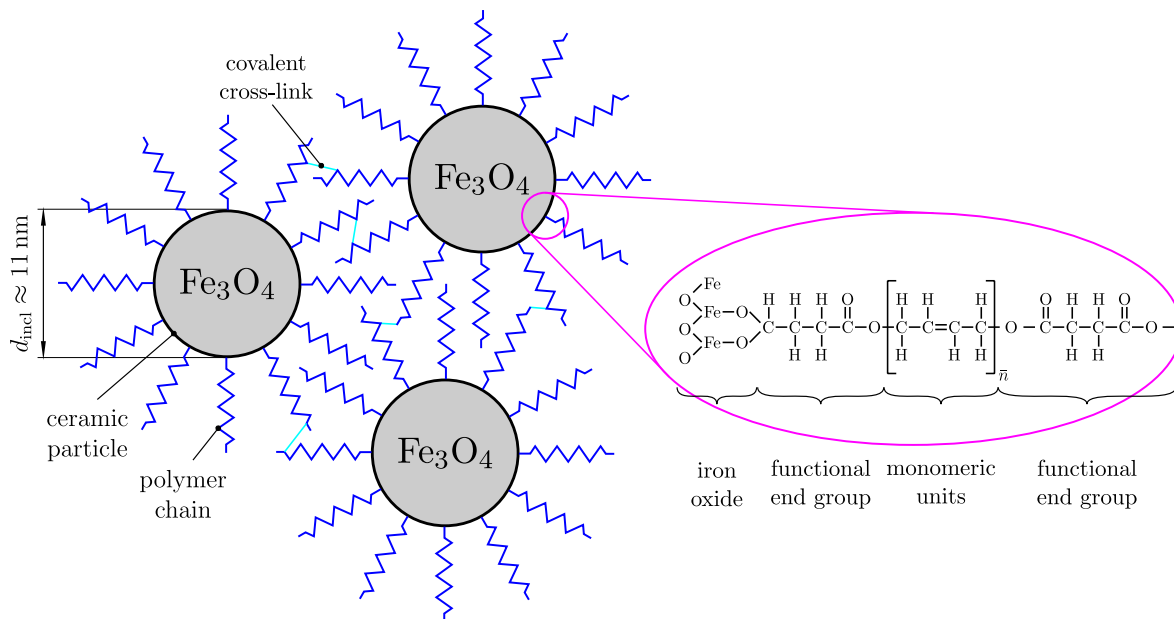 covalent
cross-link
Fe₃O₄
d_incl ≈ 11 nm
Fe₃O₄
Fe₃O₄
ceramic
particle
polymer
chain
Fe
O H H H O H H H H O H H O
O Fe O C C C C O C C C C O C C C C O
O Fe O H H H H H H H
O
n̄
iron
oxide
functional
end group
monomeric
units
functional
end group